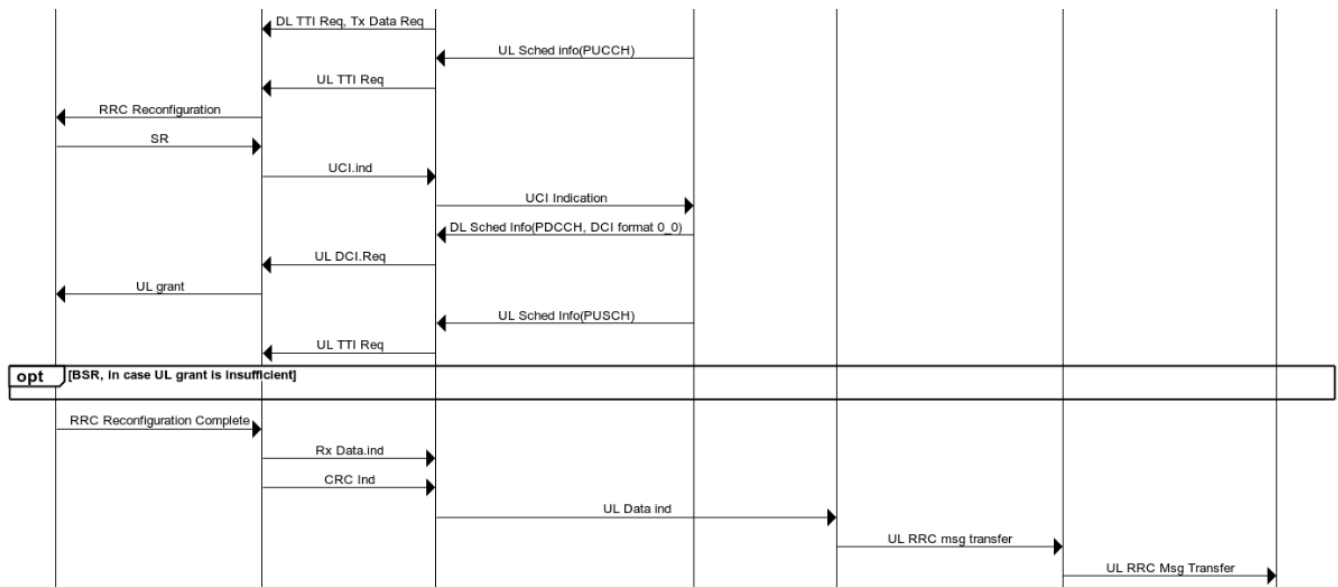 DL TTI Req, Tx Data Req
UL Sched info(PUCCH)
UL TTI Req
RRC Reconfiguration
SR
UCI.ind
UCI Indication
DL Sched Info(PDCCH, DCI format 0_0)
UL DCI.Req
UL grant
UL Sched Info(PUSCH)
UL TTI Req
opt [BSR, in case UL grant is insufficient]
RRC Reconfiguration Complete
Rx Data.ind
CRC Ind
UL Data ind
UL RRC msg transfer
UL RRC Msg Transfer